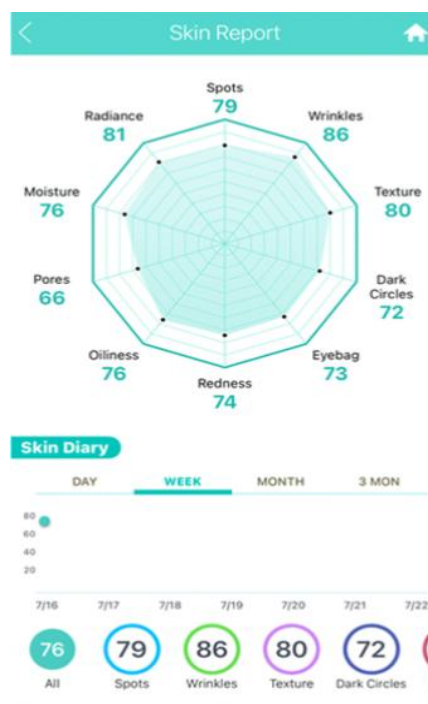 Skin Report
Spots
79
Radiance
81
Wrinkles
86
Moisture
76
Texture
80
Pores
66
Dark
Circles
72
Oiliness
76
Eyebag
73
Redness
74
Skin Diary
DAY WEEK MONTH 3 MON
80
60
40
20
7/16 7/17 7/18 7/19 7/20 7/21 7/22
76 79 86 80 72
All Spots Wrinkles Texture Dark Circles